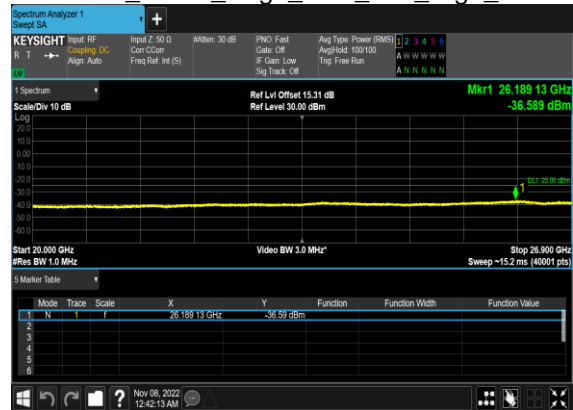 Spectrum Analyzer 1
Swept SA
+
KEYSIGHT Input: RF Input Z: 50 Ω #Atten: 30 dB PNO: Fast Avg Type: Power (RMS) 1 2 3 4 5 6
R T Coupling: DC Corr CCorr Gate: Off Avg|Hold: 100/100 A W W W W W
Align: Auto Freq Ref: Int (S) IF Gain: Low Trig: Free Run
Sig Track: Off A N N N N N
1 Spectrum Ref Lvl Offset 15.31 dB Mkr1 26.189 13 GHz
Scale/Div 10 dB Ref Level 30.00 dBm -36.589 dBm
Log
20.0
10.0
0.00
-10.0
-20.0
DL1 -25.00 dBm
1
-30.0
-40.0
-50.0
-60.0
Start 20.000 GHz Video BW 3.0 MHz* Stop 26.900 GHz
#Res BW 1.0 MHz Sweep ~15.2 ms (40001 pts)
5 Marker Table
Mode Trace Scale X Y Function Function Width Function Value
1 N 1 f 26.189 13 GHz -36.59 dBm
2
3
4
5
6
? Nov 08, 2022
12:42:13 AM